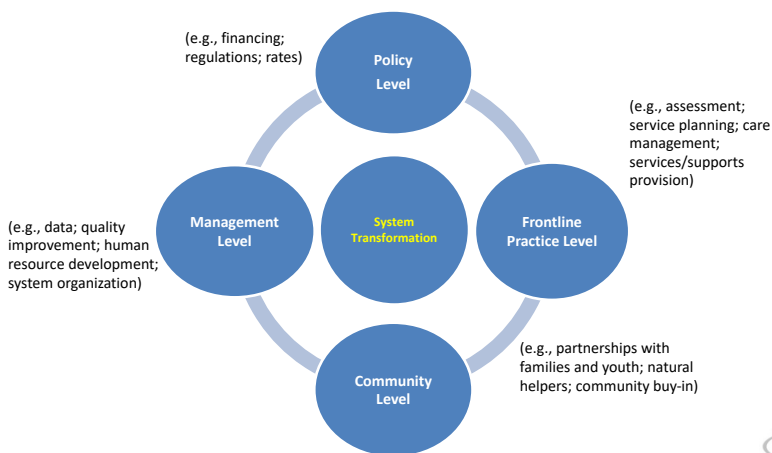 (e.g., financing;
regulations; rates)
Policy
Level
(e.g., assessment;
service planning; care
management;
services/supports
provision)
Management
Level
System
Transformation
Frontline
Practice Level
(e.g., data; quality
improvement; human
resource development;
system organization)
(e.g., partnerships with
families and youth; natural
helpers; community buy-in)
Community
Level